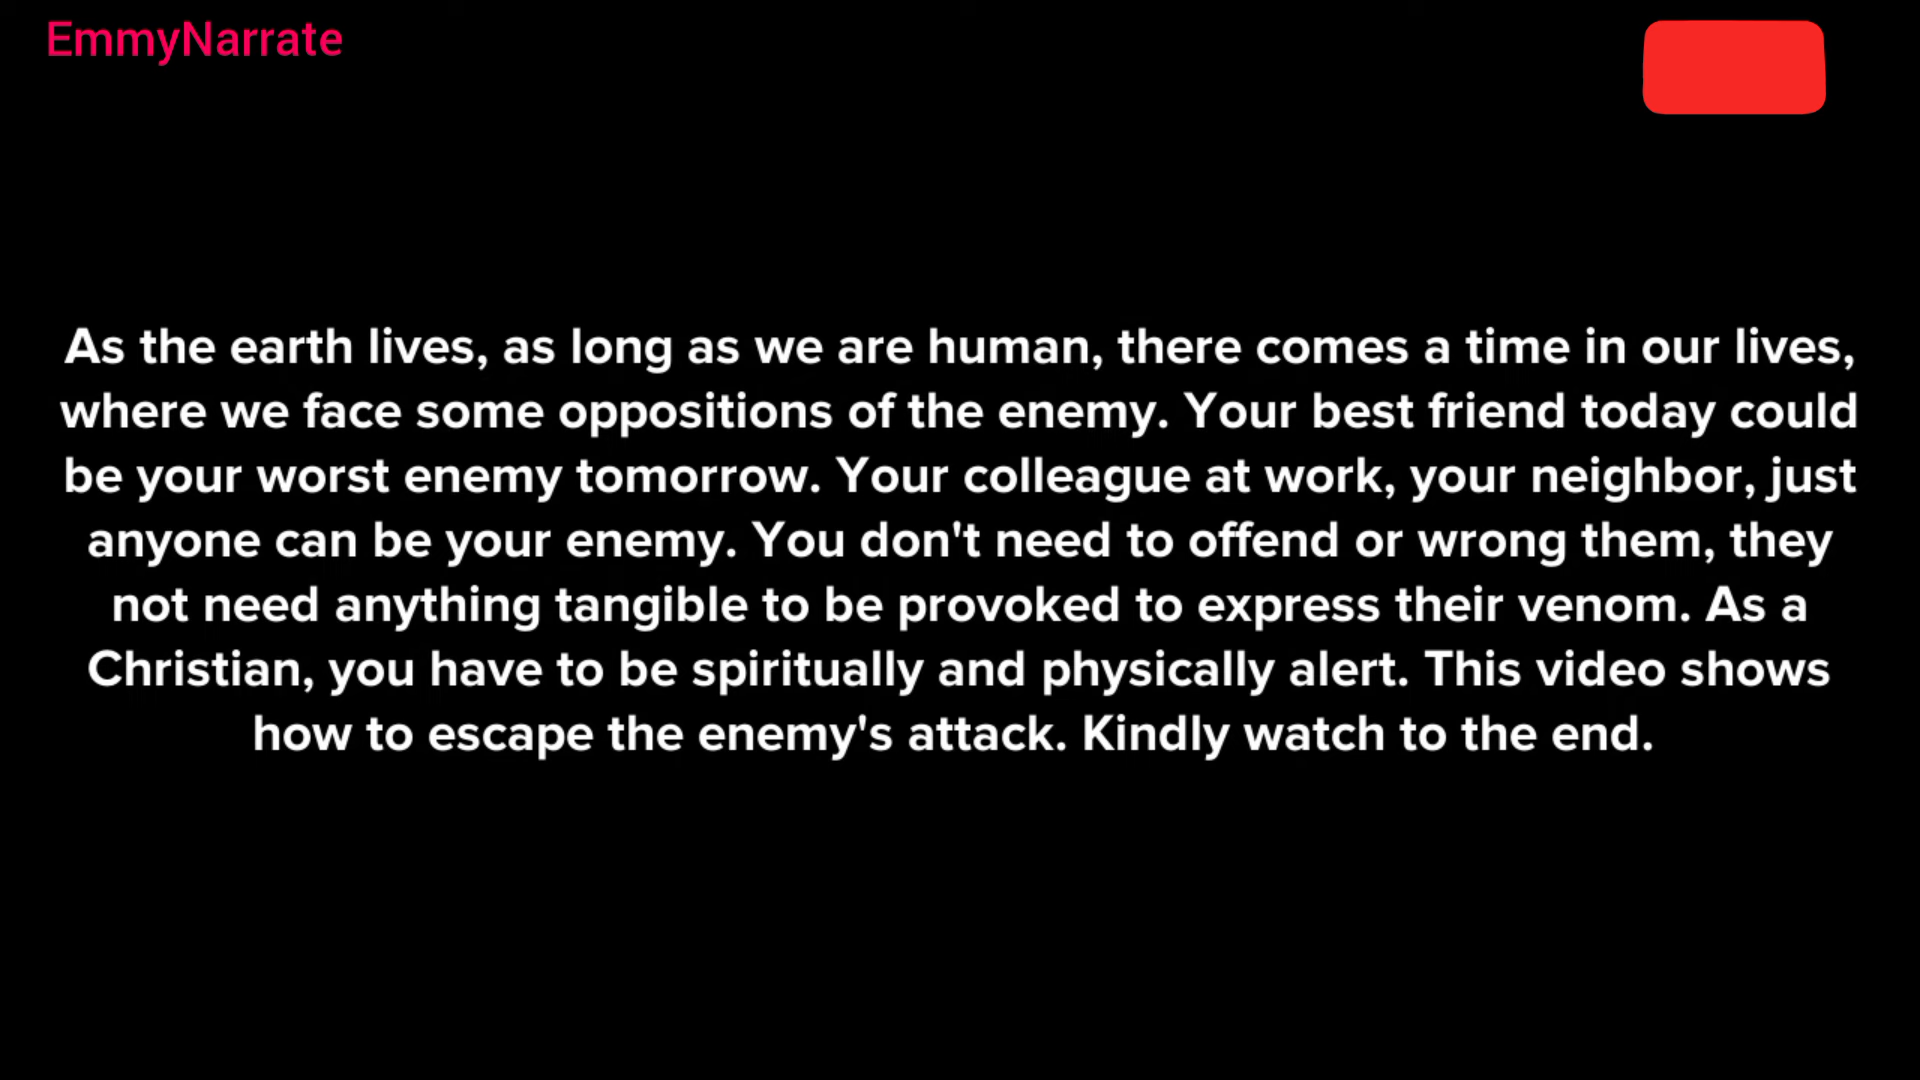 EmmyNarrate
As the earth lives, as long as we are human, there comes a time in our lives,
where we face some oppositions of the enemy. Your best friend today could
be your worst enemy tomorrow. Your colleague at work, your neighbor, just
anyone can be your enemy. You don't need to offend or wrong them, they
not need anything tangible to be provoked to express their venom. As a
Christian, you have to be spiritually and physically alert. This video shows
how to escape the enemy's attack. Kindly watch to the end.